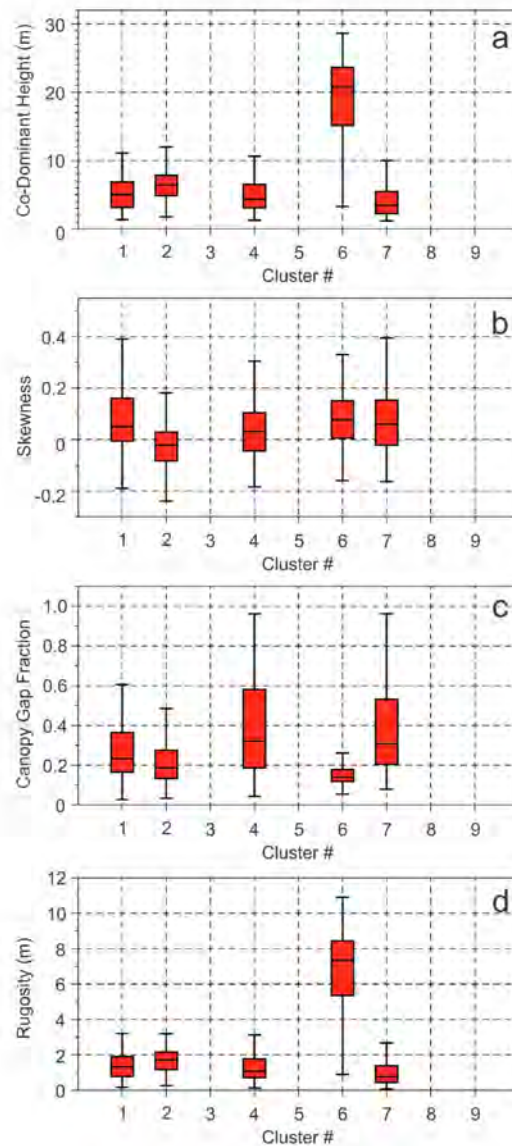 a
30
20
10
0
Co-Dominant Height (m)
1 2 3 4 5 6 7 8 9
Cluster #
b
0.4
0.2
0
-0.2
Skewness
1 2 3 4 5 6 7 8 9
Cluster #
c
1.0
0.8
0.6
0.4
0.2
0
Canopy Gap Fraction
1 2 3 4 5 6 7 8 9
Cluster #
d
12
10
8
6
4
2
0
Rugosity (m)
1 2 3 4 5 6 7 8 9
Cluster #